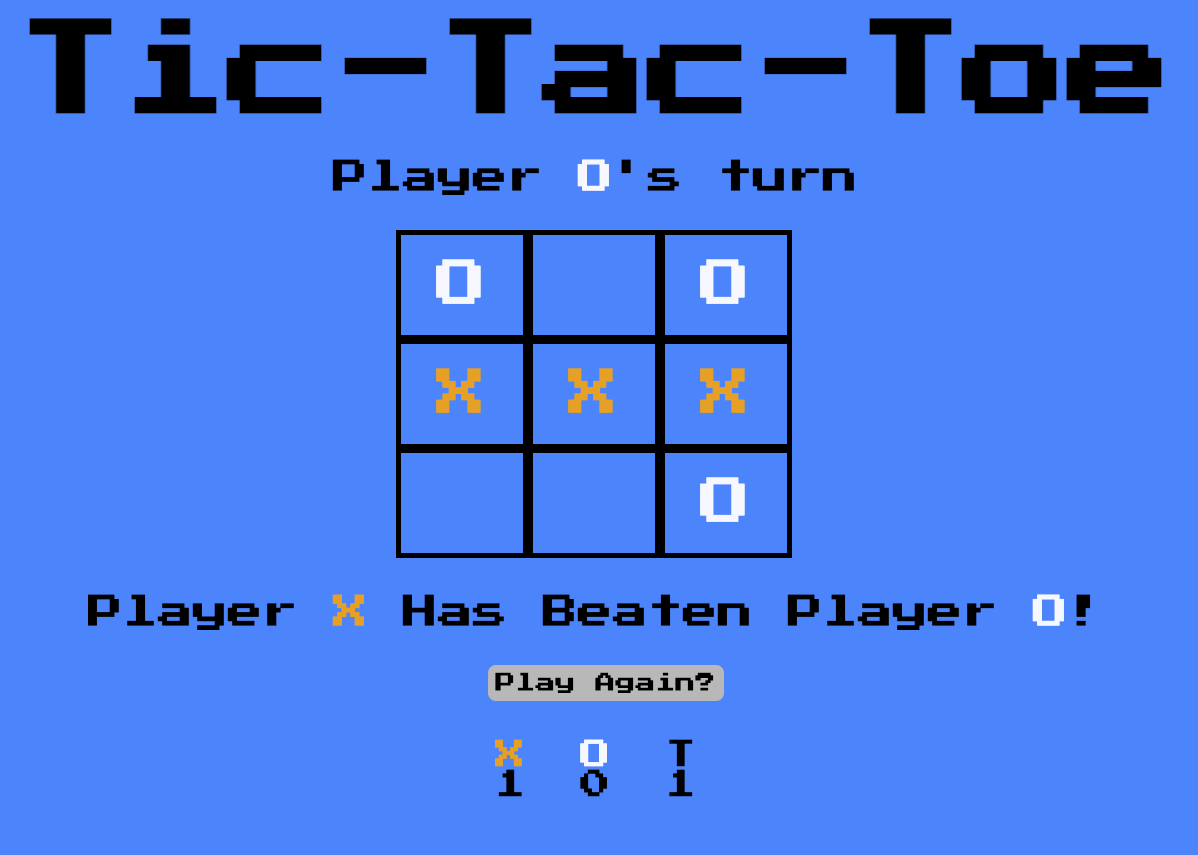 Tic-Tac-Toe
Player O's turn
O O
X X X
O
Player X Has Beaten Player O!
Play Again?
X O T
1 0 1